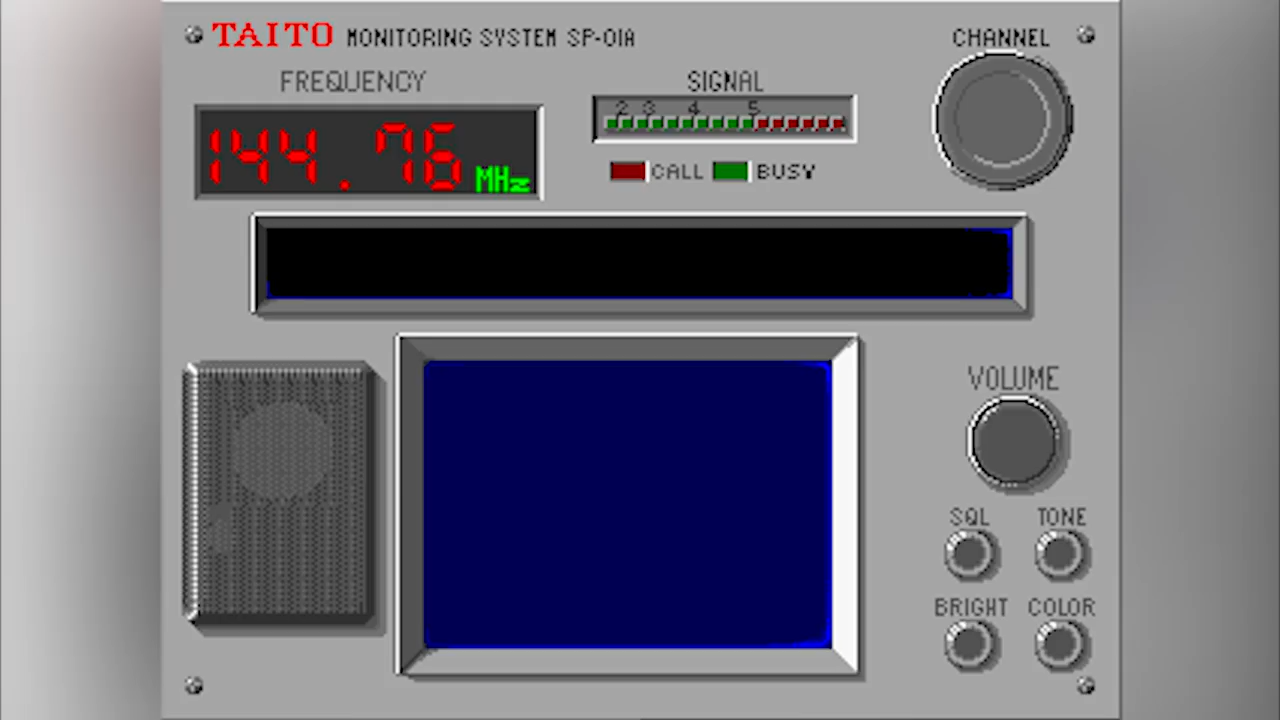 TAITO MONITORING SYSTEM SP-01A
CHANNEL
FREQUENCY
SIGNAL
2 3 4 5
144.76 MHz
CALL BUSY
VOLUME
SQL TONE
BRIGHT COLOR